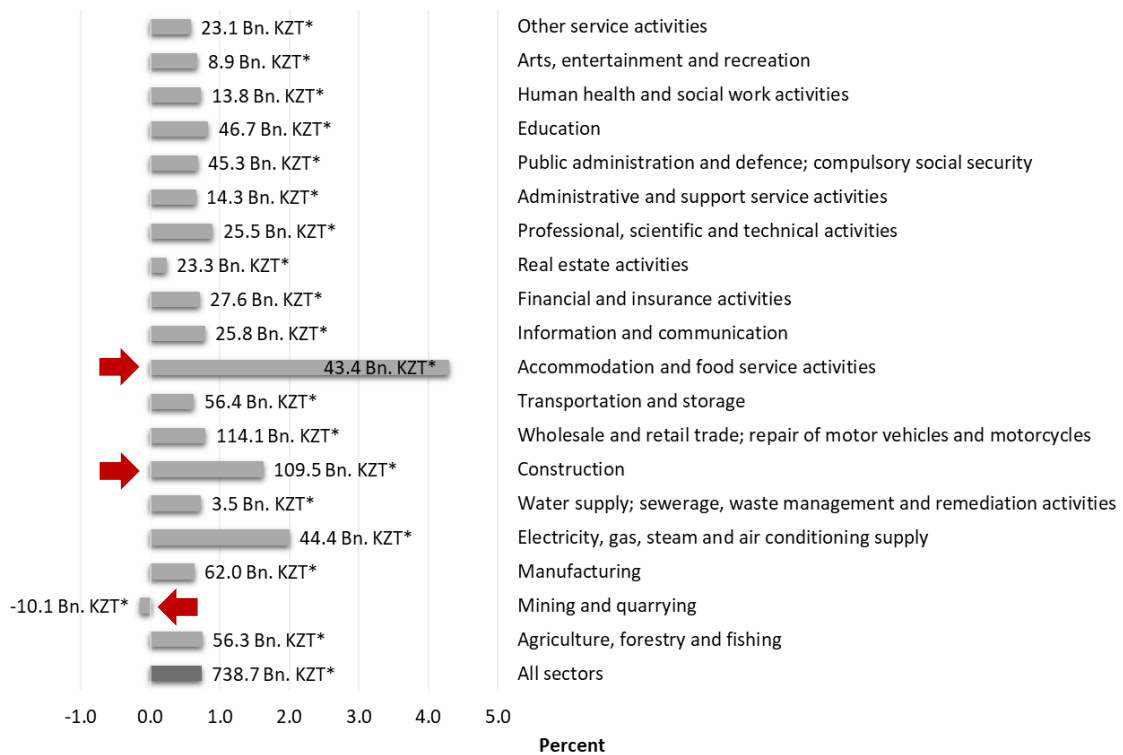 23.1 Bn. KZT* Other service activities
8.9 Bn. KZT* Arts, entertainment and recreation
13.8 Bn. KZT* Human health and social work activities
46.7 Bn. KZT* Education
45.3 Bn. KZT* Public administration and defence; compulsory social security
14.3 Bn. KZT* Administrative and support service activities
25.5 Bn. KZT* Professional, scientific and technical activities
23.3 Bn. KZT* Real estate activities
27.6 Bn. KZT* Financial and insurance activities
25.8 Bn. KZT* Information and communication
43.4 Bn. KZT* Accommodation and food service activities
56.4 Bn. KZT* Transportation and storage
114.1 Bn. KZT* Wholesale and retail trade; repair of motor vehicles and motorcycles
109.5 Bn. KZT* Construction
3.5 Bn. KZT* Water supply; sewerage, waste management and remediation activities
44.4 Bn. KZT* Electricity, gas, steam and air conditioning supply
62.0 Bn. KZT* Manufacturing
-10.1 Bn. KZT* Mining and quarrying
56.3 Bn. KZT* Agriculture, forestry and fishing
738.7 Bn. KZT* All sectors
-1.0 0.0 1.0 2.0 3.0 4.0 5.0
Percent